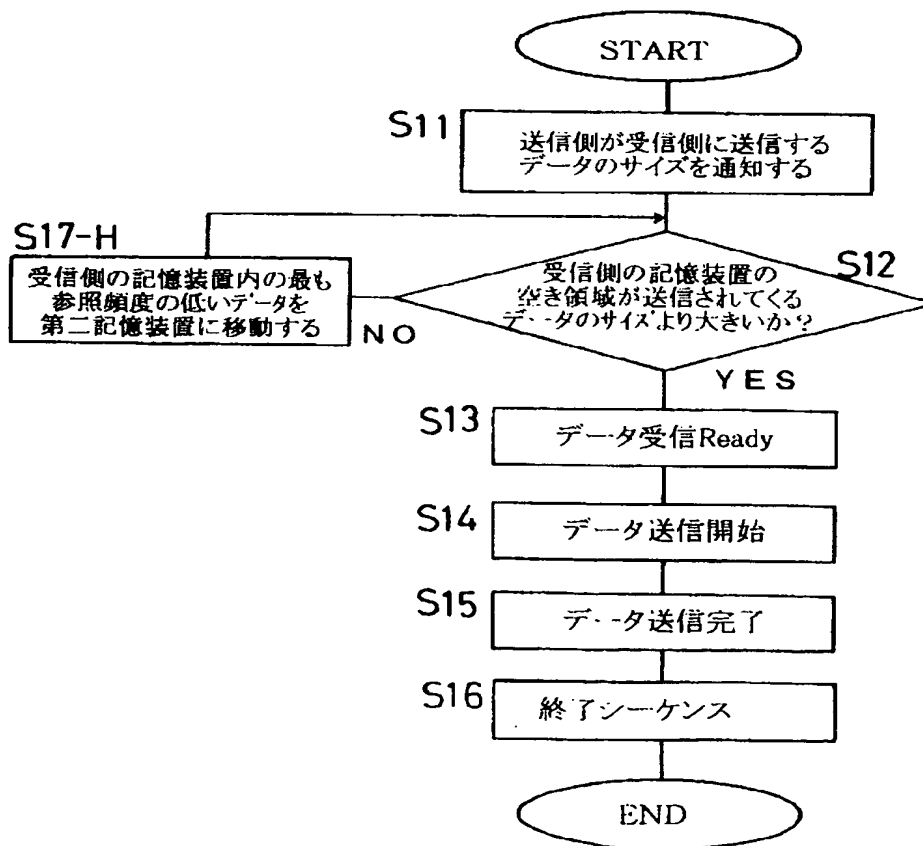 START
S11
送信側が受信側に送信する
データのサイズを通知する
S17-H
受信側の記憶装置内の最も
参照頻度の低いデータを
第二記憶装置に移動する
NO
S12
受信側の記憶装置の
空き領域が送信されてくる
データのサイズより大きいか?
YES
S13
データ受信Ready
S14
データ送信開始
S15
データ送信完了
S16
終了シーケンス
END